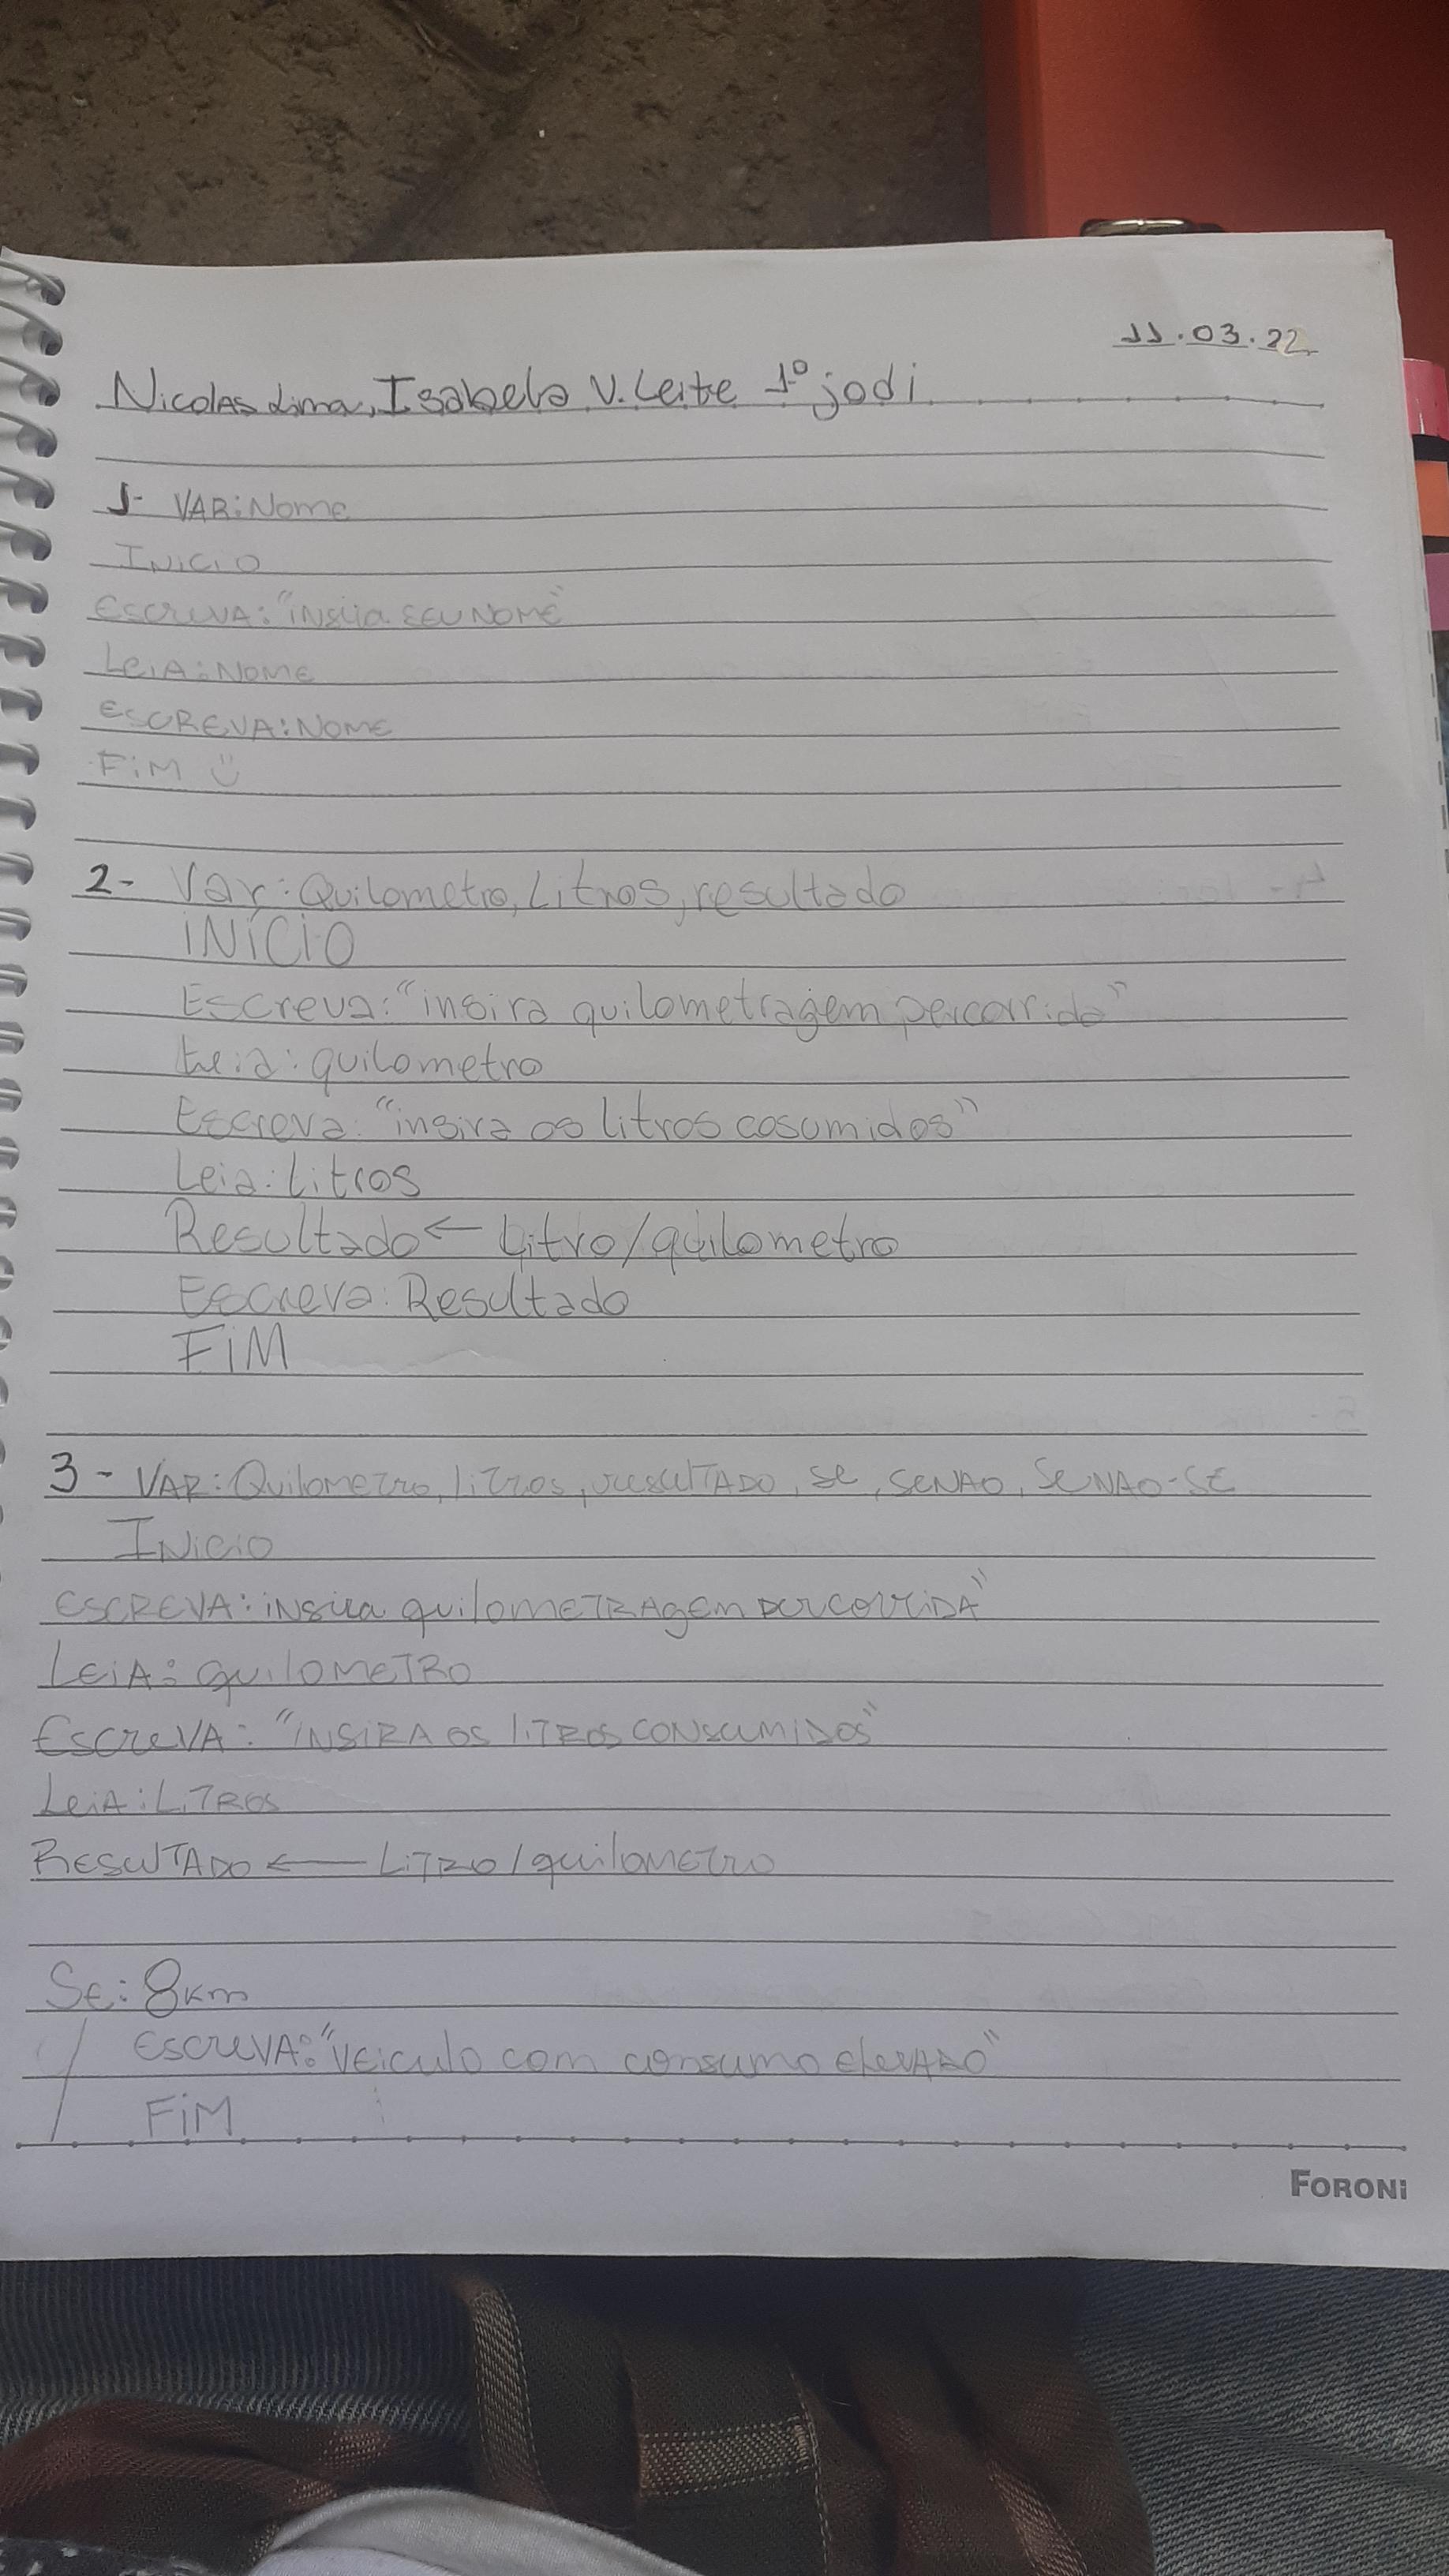 11.03.22
Nicolas Lima, Isabela V. Leite 1º jodi
1- VAR: Nome
INICIO
ESCREVA: "INSIRA SEU NOME"
LEIA: NOME
ESCREVA: NOME
FIM
2- Var: Quilometro, Litros, resultado
INÍCIO
Escreva: "insira quilometragem percorrida"
Leia: quilometro
Escreva: "insira os litros cosumidos"
Leia: Litros
Resultado ← Litro/quilometro
Escreva: Resultado
FIM
3- VAR: Quilometro, litros, resultado, se, SENAO, SENAO-SE
INICIO
ESCREVA: INSIRA quilometragem percorrida"
LEIA: quilometro
Escreva: "INSIRA OS LITROS CONSUMIDOS"
LEIA: LITROS
RESULTADO ← LITRO/quilometro
Se: 8km
ESCREVA: "VEICULO com consumo elevado"
FIM
FORONI